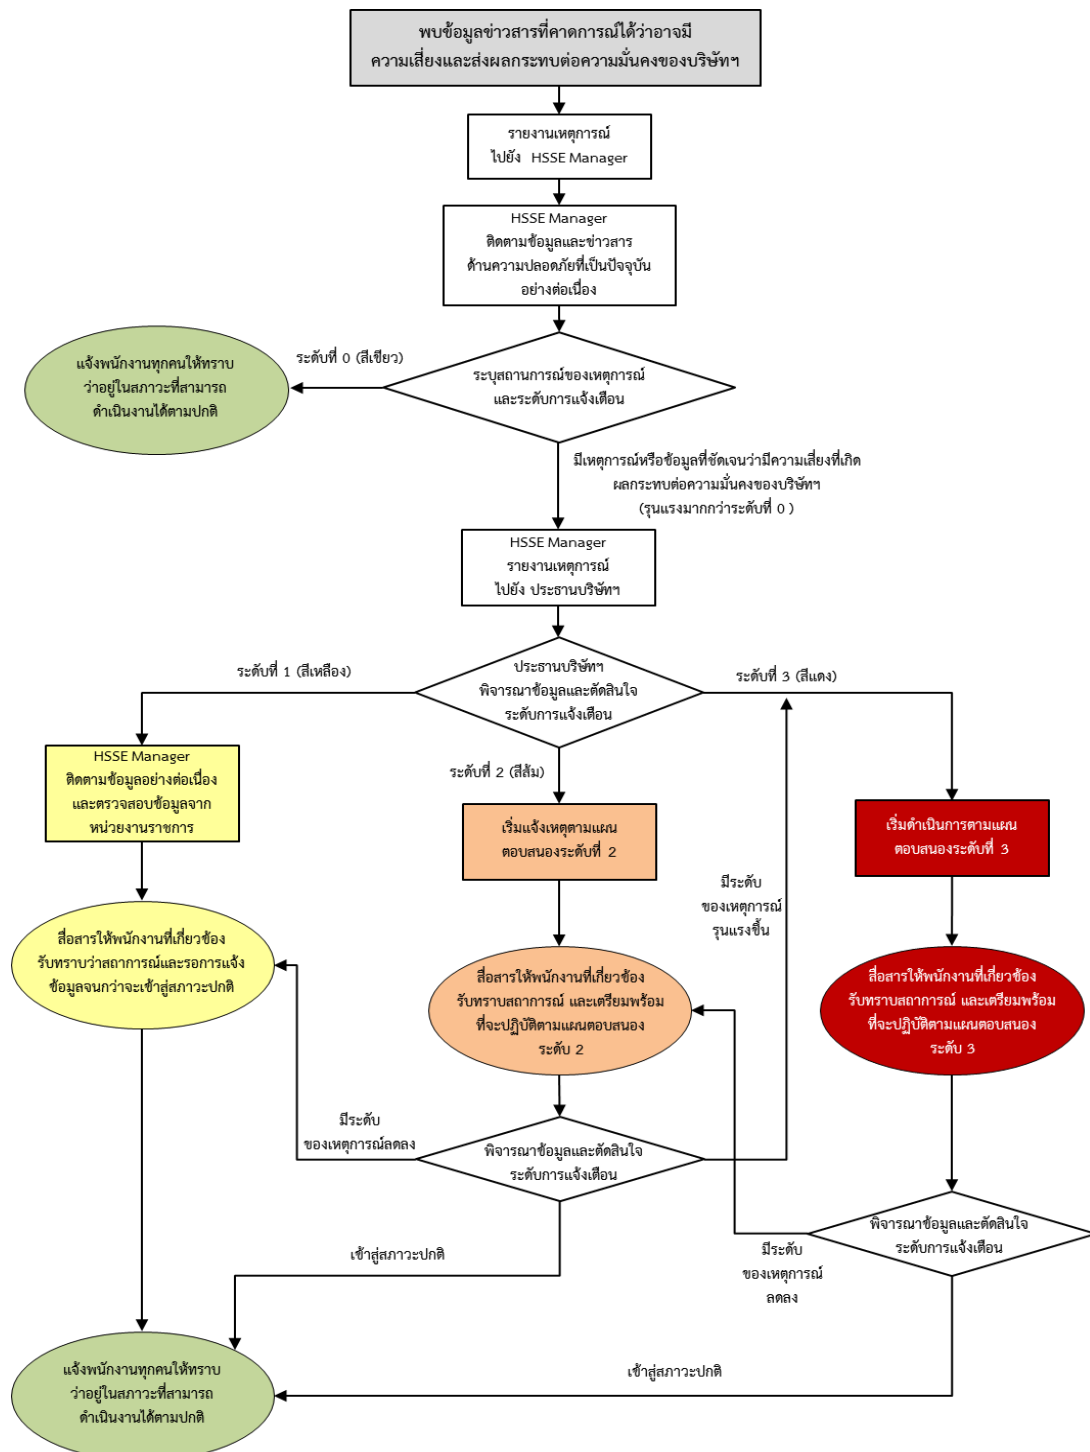 พบข้อมูลข่าวสารที่คาดการณ์ได้ว่าอาจมี
ความเสี่ยงและส่งผลกระทบต่อความมั่นคงของบริษัทฯ
รายงานเหตุการณ์
ไปยัง HSSE Manager
HSSE Manager
ติดตามข้อมูลและข่าวสาร
ด้านความปลอดภัยที่เป็นปัจจุบัน
อย่างต่อเนื่อง
ระดับที่ 0 (สีเขียว)
แจ้งพนักงานทุกคนให้ทราบ
ว่าอยู่ในสภาวะที่สามารถ
ดำเนินงานได้ตามปกติ
ระบุสถานการณ์ของเหตุการณ์
และระดับการแจ้งเตือน
มีเหตุการณ์หรือข้อมูลที่ชัดเจนว่ามีความเสี่ยงที่เกิด
ผลกระทบต่อความมั่นคงของบริษัทฯ
(รุนแรงมากกว่าระดับที่ 0 )
HSSE Manager
รายงานเหตุการณ์
ไปยัง ประธานบริษัทฯ
ระดับที่ 1 (สีเหลือง)
ประธานบริษัทฯ
พิจารณาข้อมูลและตัดสินใจ
ระดับการแจ้งเตือน
ระดับที่ 3 (สีแดง)
HSSE Manager
ติดตามข้อมูลอย่างต่อเนื่อง
และตรวจสอบข้อมูลจาก
หน่วยงานราชการ
ระดับที่ 2 (สีส้ม)
เริ่มแจ้งเหตุตามแผน
ตอบสนองระดับที่ 2
เริ่มดำเนินการตามแผน
ตอบสนองระดับที่ 3
มีระดับ
ของเหตุการณ์
รุนแรงขึ้น
สื่อสารให้พนักงานที่เกี่ยวข้อง
รับทราบว่าสถาการณ์และรอการแจ้ง
ข้อมูลจนกว่าจะเข้าสู่สภาวะปกติ
สื่อสารให้พนักงานที่เกี่ยวข้อง
รับทราบสถาการณ์ และเตรียมพร้อม
ที่จะปฏิบัติตามแผนตอบสนอง
ระดับ 2
สื่อสารให้พนักงานที่เกี่ยวข้อง
รับทราบสถาการณ์ และเตรียมพร้อม
ที่จะปฏิบัติตามแผนตอบสนอง
ระดับ 3
มีระดับ
ของเหตุการณ์ลดลง
พิจารณาข้อมูลและตัดสินใจ
ระดับการแจ้งเตือน
พิจารณาข้อมูลและตัดสินใจ
ระดับการแจ้งเตือน
เข้าสู่สภาวะปกติ
มีระดับ
ของเหตุการณ์
ลดลง
แจ้งพนักงานทุกคนให้ทราบ
ว่าอยู่ในสภาวะที่สามารถ
ดำเนินงานได้ตามปกติ
เข้าสู่สภาวะปกติ